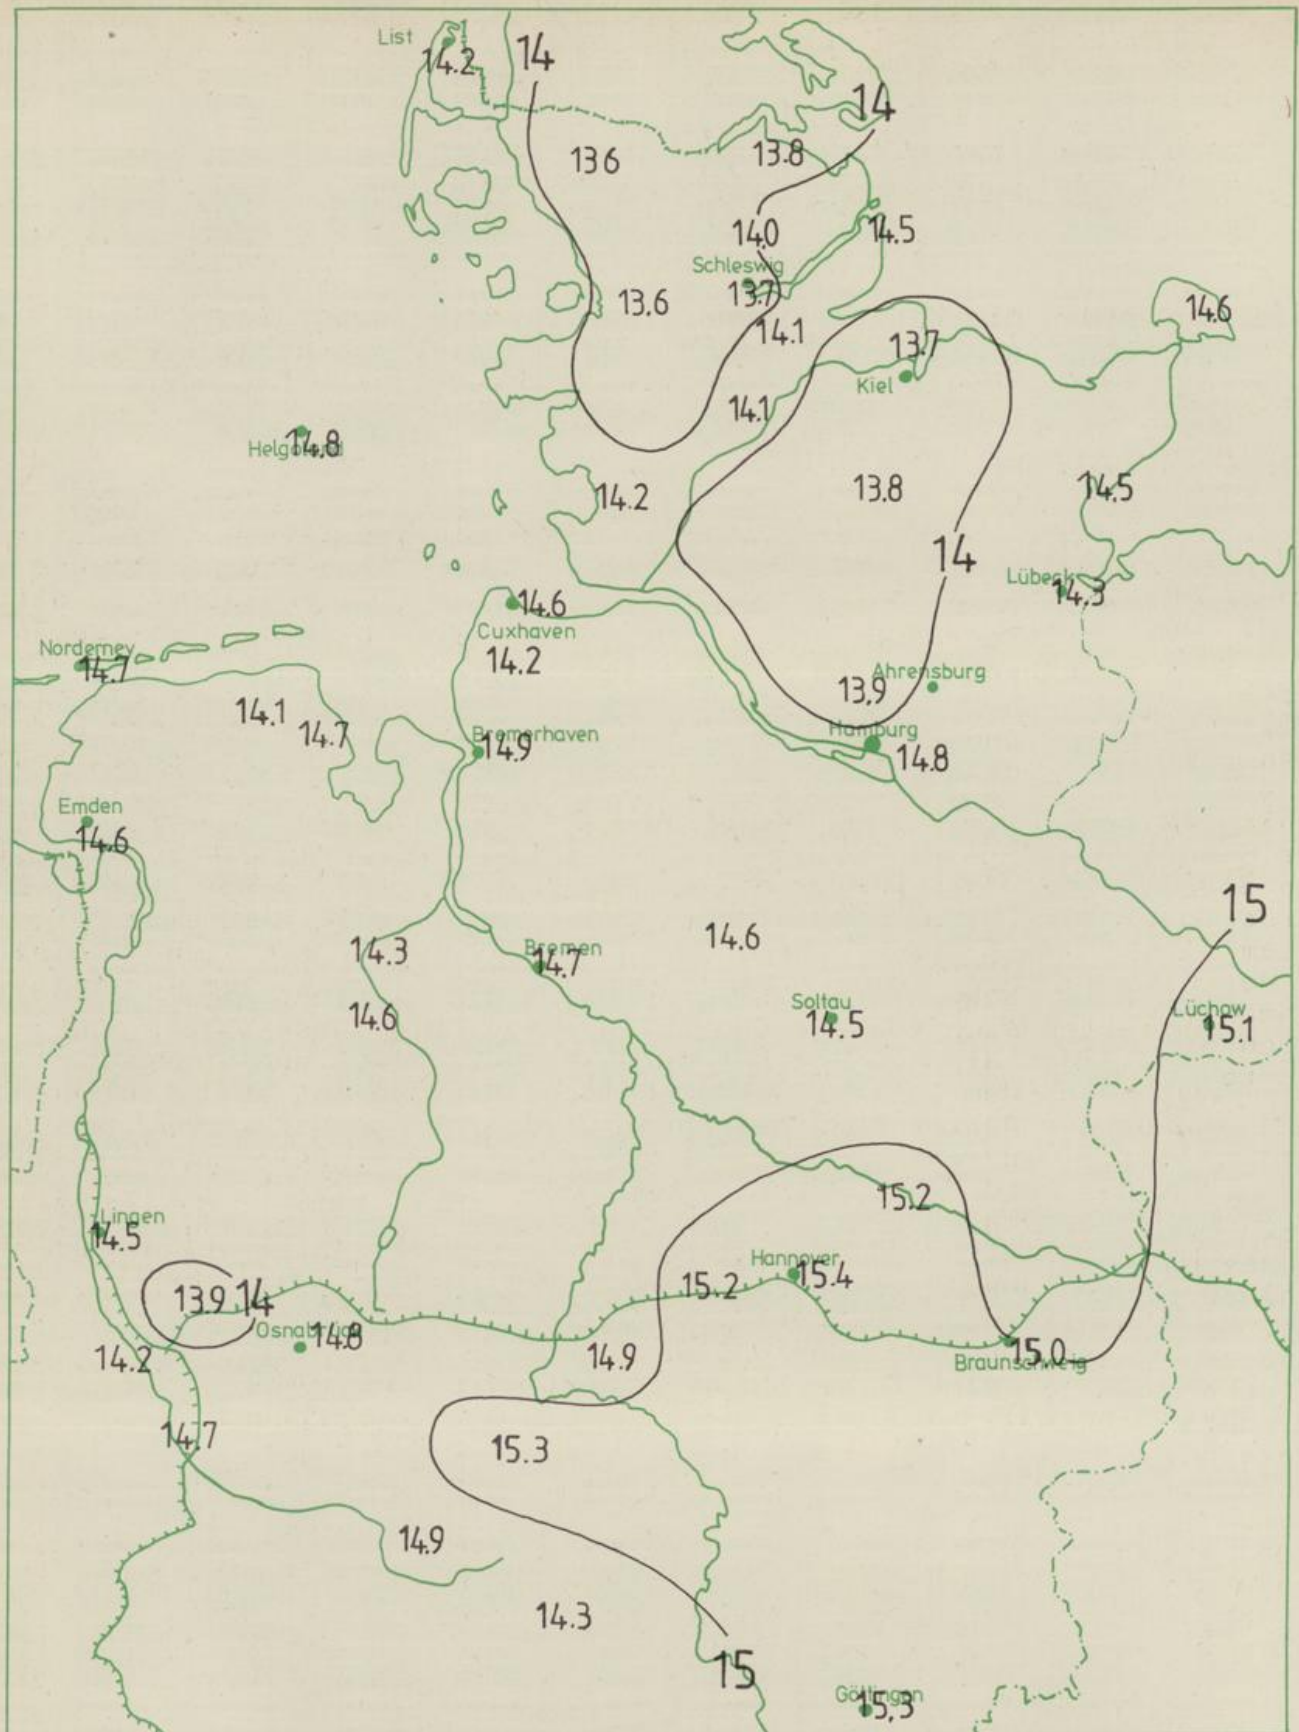 List
14.2
14
14
13 6
13.8
14.0
14.5
Schleswig
13.7
13.6
14.6
14.1
13.7
Kiel
14.1
14.8
Helgoland
13.8
14.5
14.2
14
Lübeck
14.3
14.6
Cuxhaven
Norderney
14.7
14.2
Ahrensburg
13.9
14.1
14.7
Bremerhaven
14.9
Hamburg
14.8
Emden
14.6
15
14.3
Bremen
14.7
14.6
14.6
Soltau
14.5
Lüchow
15.1
15.2
Lingen
14.5
Hannover
15.4
15.2
13.9
14
Osnabrück
14.8
14.2
14.9
Braunschweig
15.0
14.7
15.3
14.9
14.3
15
Göttingen
15,3